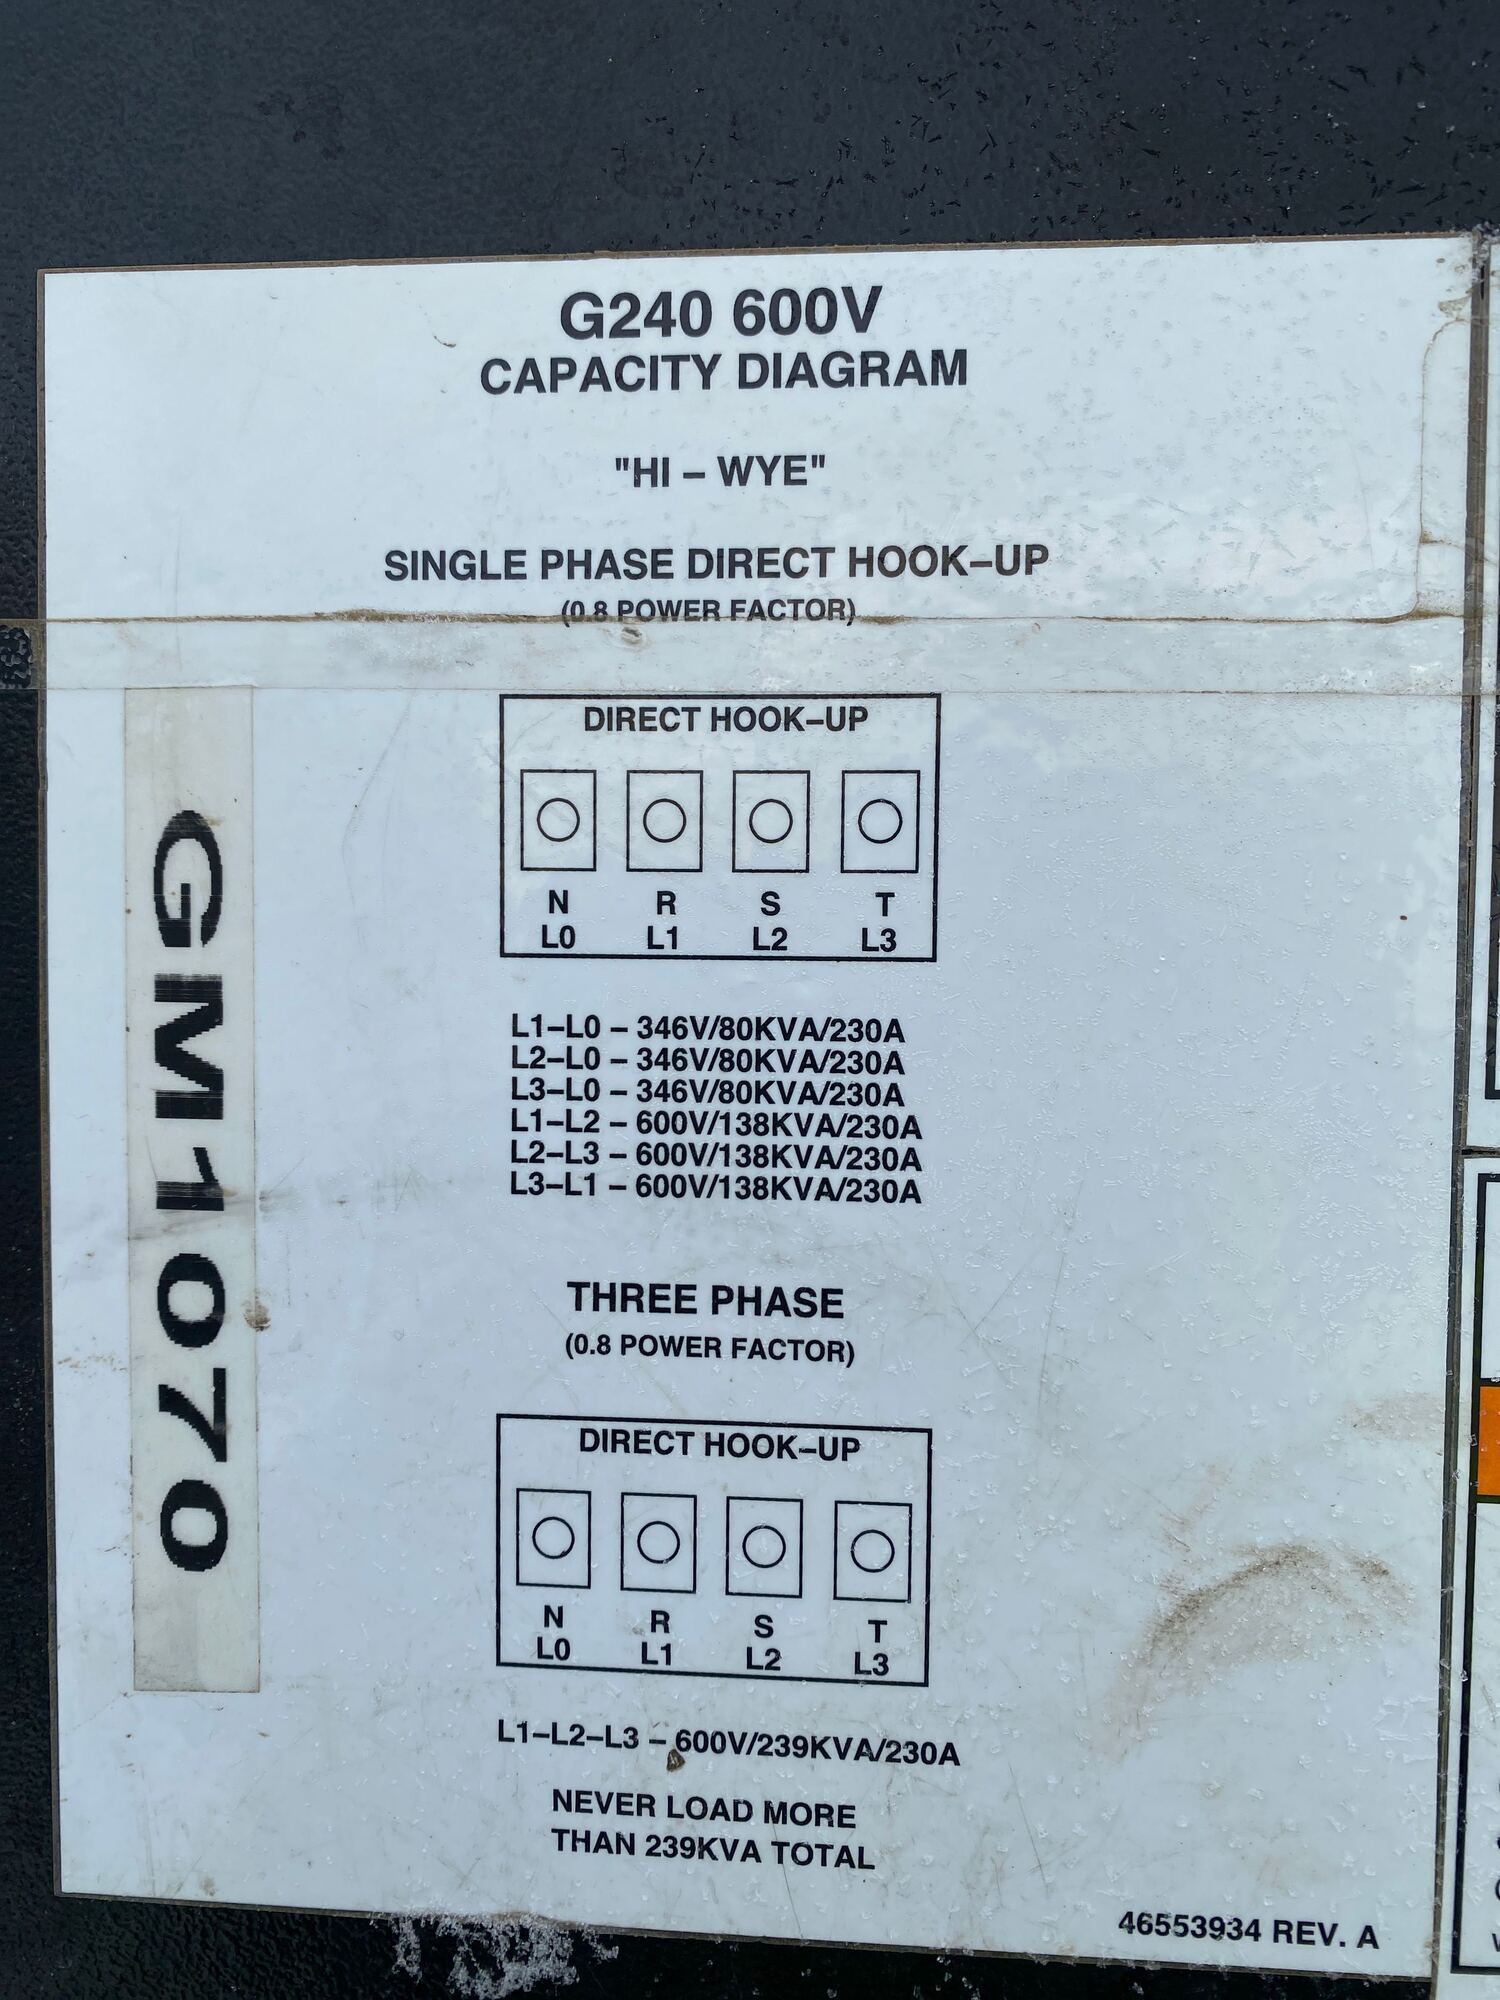 G240 600V
CAPACITY DIAGRAM
"HI – WYE"
SINGLE PHASE DIRECT HOOK–UP
(0.8 POWER FACTOR)
DIRECT HOOK–UP
N R S T
L0 L1 L2 L3
L1–L0 – 346V/80KVA/230A
L2–L0 – 346V/80KVA/230A
L3–L0 – 346V/80KVA/230A
L1–L2 – 600V/138KVA/230A
L2–L3 – 600V/138KVA/230A
L3–L1 – 600V/138KVA/230A
GM1070
THREE PHASE
(0.8 POWER FACTOR)
DIRECT HOOK–UP
N R S T
L0 L1 L2 L3
L1–L2–L3 – 600V/239KVA/230A
NEVER LOAD MORE
THAN 239KVA TOTAL
46553934 REV. A